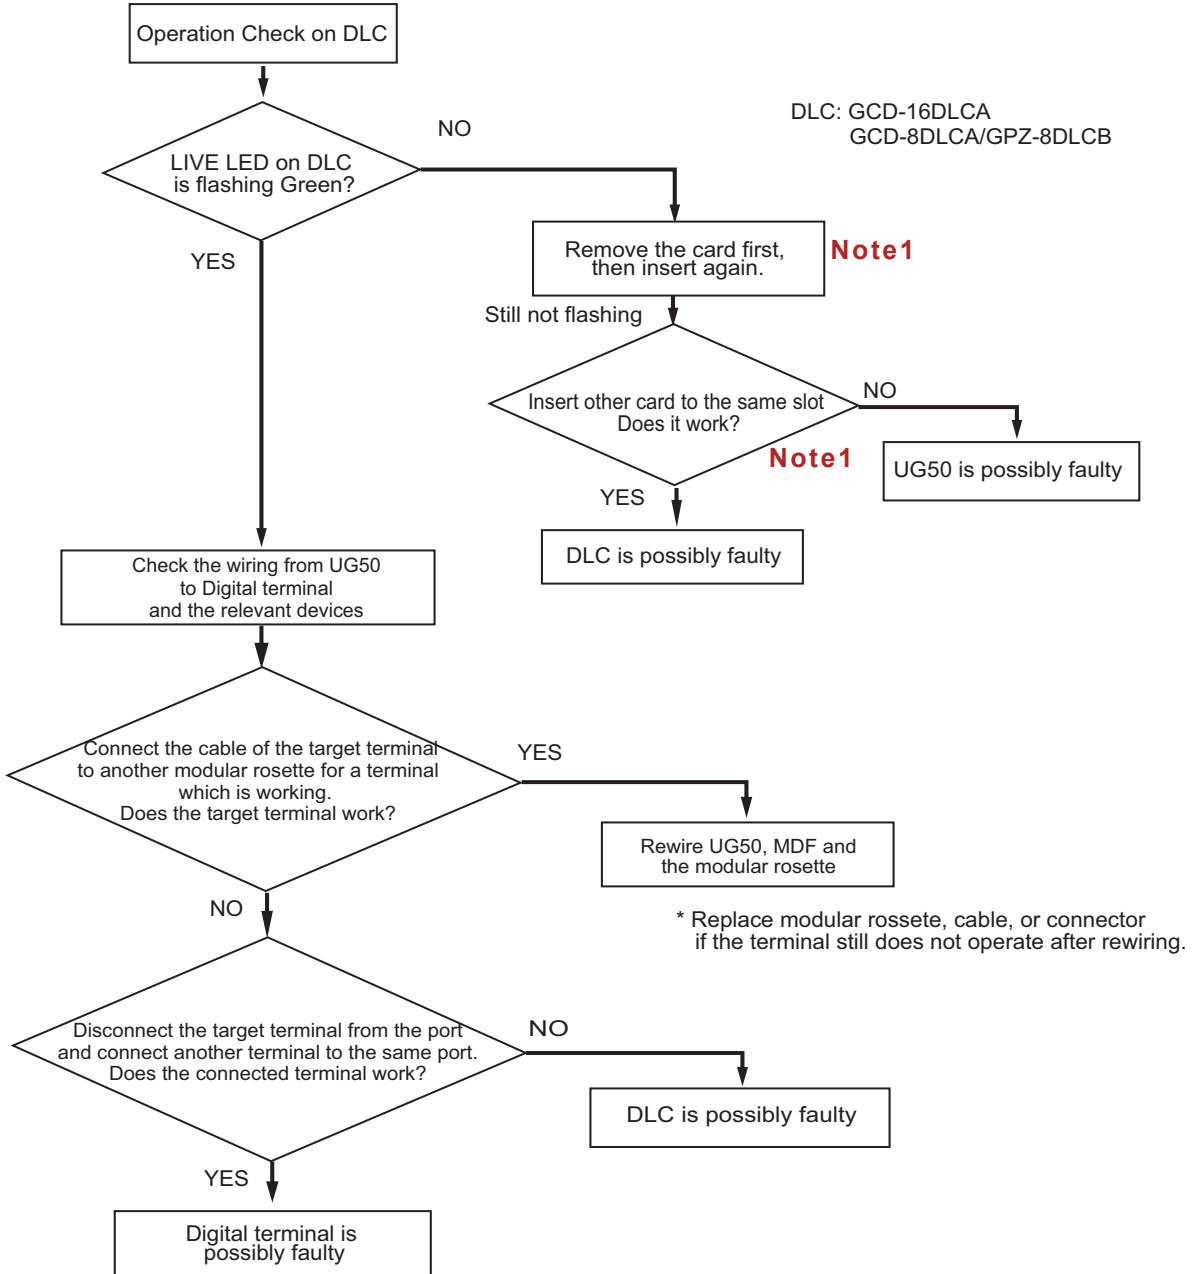 Operation Check on DLC
DLC: GCD-16DLCA
GCD-8DLCA/GPZ-8DLCB
LIVE LED on DLC
is flashing Green?
NO
YES
Remove the card first,
then insert again.
Note1
Still not flashing
Insert other card to the same slot
Does it work?
Note1
NO
UG50 is possibly faulty
YES
DLC is possibly faulty
Check the wiring from UG50
to Digital terminal
and the relevant devices
Connect the cable of the target terminal
to another modular rosette for a terminal
which is working.
Does the target terminal work?
YES
Rewire UG50, MDF and
the modular rosette
* Replace modular rossete, cable, or connector
if the terminal still does not operate after rewiring.
NO
Disconnect the target terminal from the port
and connect another terminal to the same port.
Does the connected terminal work?
NO
DLC is possibly faulty
YES
Digital terminal is
possibly faulty